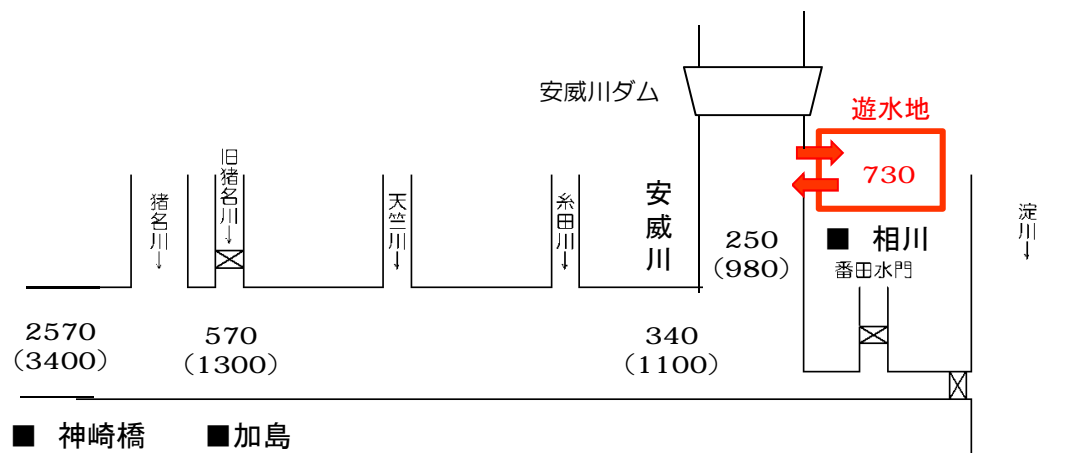 安威川ダム
遊水地
730
旧猪名川→
猪名川→
天竺川→
糸田川→
安威川
淀川→
250
(980)
■ 相川
番田水門
2570
(3400)
570
(1300)
340
(1100)
■ 神崎橋
■加島